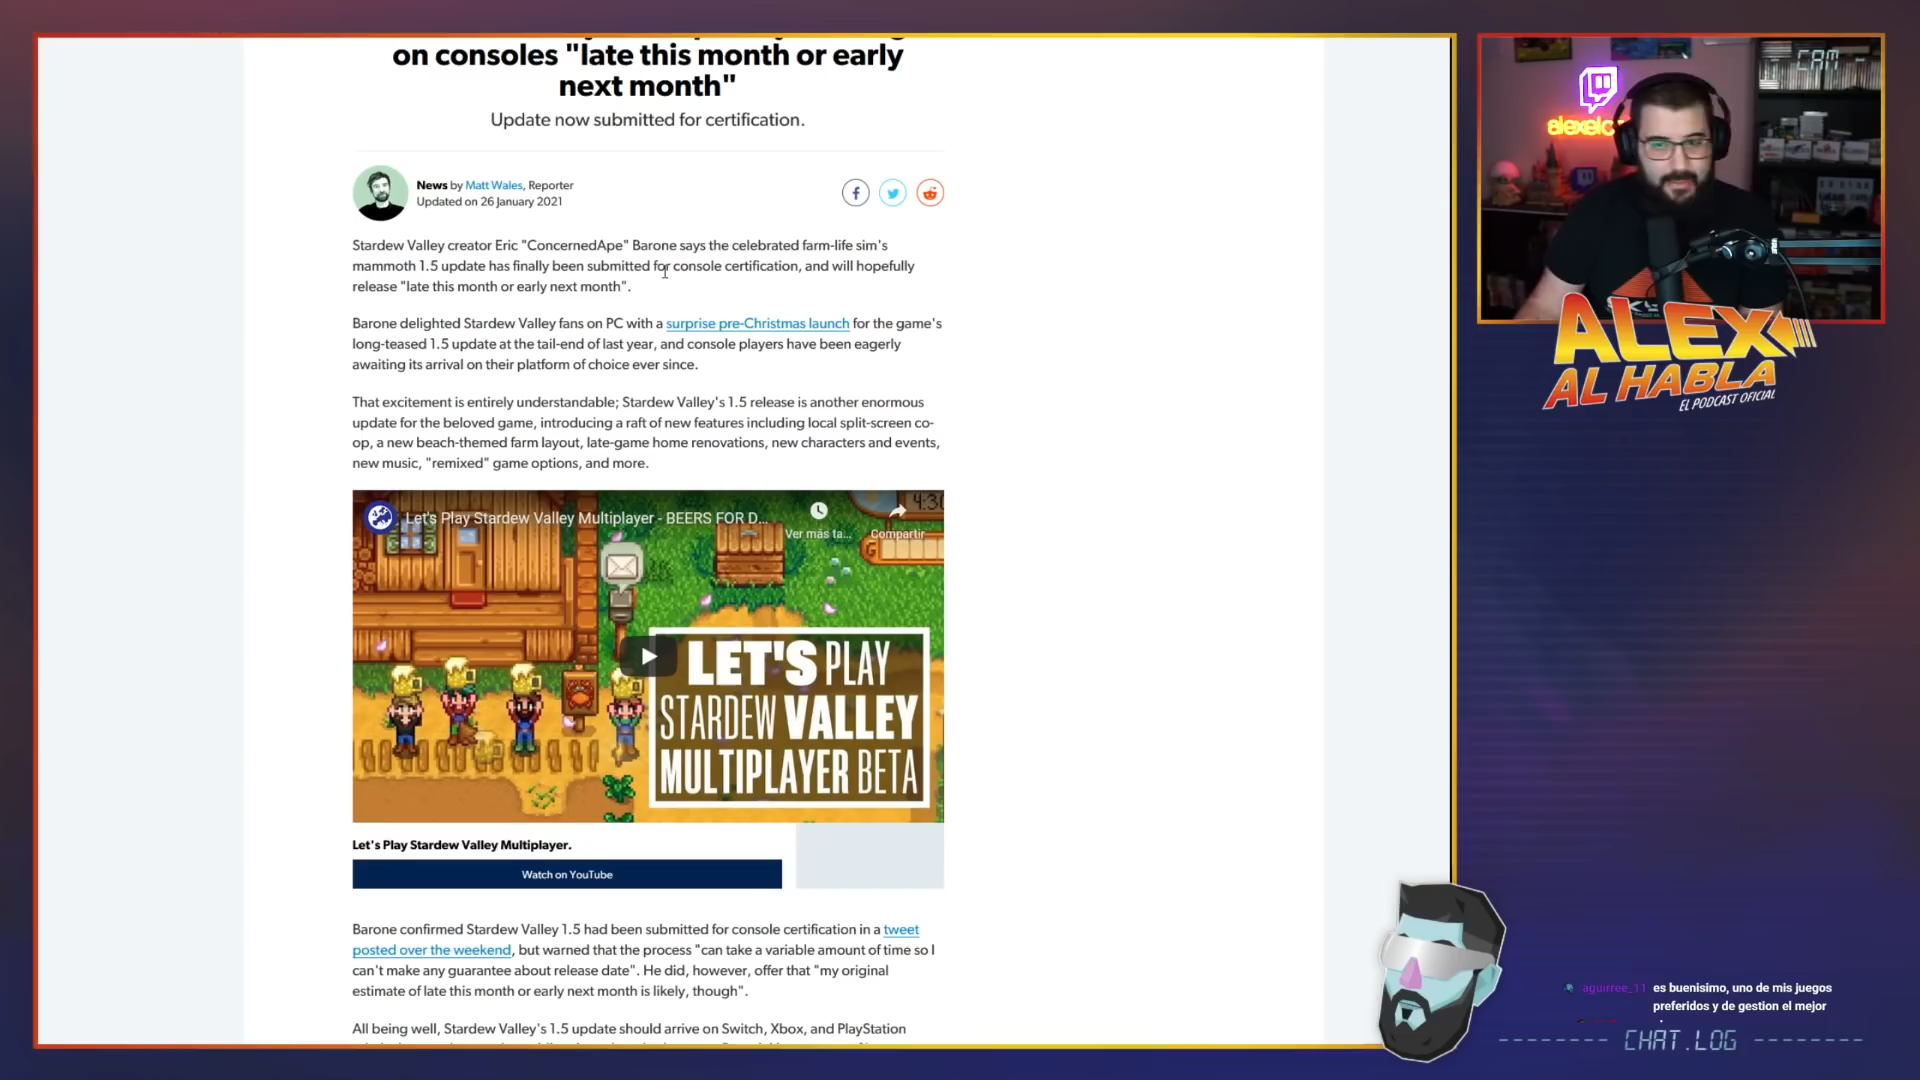 on consoles "late this month or early
next month"
Update now submitted for certification.
News by Matt Wales, Reporter
Updated on 26 January 2021
Stardew Valley creator Eric "ConcernedApe" Barone says the celebrated farm-life sim's
mammoth 1.5 update has finally been submitted for console certification, and will hopefully
release "late this month or early next month".
Barone delighted Stardew Valley fans on PC with a surprise pre-Christmas launch for the game's
long-teased 1.5 update at the tail-end of last year, and console players have been eagerly
awaiting its arrival on their platform of choice ever since.
That excitement is entirely understandable; Stardew Valley's 1.5 release is another enormous
update for the beloved game, introducing a raft of new features including local split-screen co-
op, a new beach-themed farm layout, late-game home renovations, new characters and events,
new music, "remixed" game options, and more.
Let's Play Stardew Valley Multiplayer - BEERS FOR D...
Ver más ta...
Compartir
4:30
LET'S PLAY
STARDEW VALLEY
MULTIPLAYER BETA
Let's Play Stardew Valley Multiplayer.
Watch on YouTube
Barone confirmed Stardew Valley 1.5 had been submitted for console certification in a tweet
posted over the weekend, but warned that the process "can take a variable amount of time so I
can't make any guarantee about release date". He did, however, offer that "my original
estimate of late this month or early next month is likely, though".
All being well, Stardew Valley's 1.5 update should arrive on Switch, Xbox, and PlayStation
CAM
alexelc
ALEX
AL HABLA
EL PODCAST OFICIAL
aguirree_11 es buenisimo, uno de mis juegos
preferidos y de gestion el mejor
CHAT.LOG